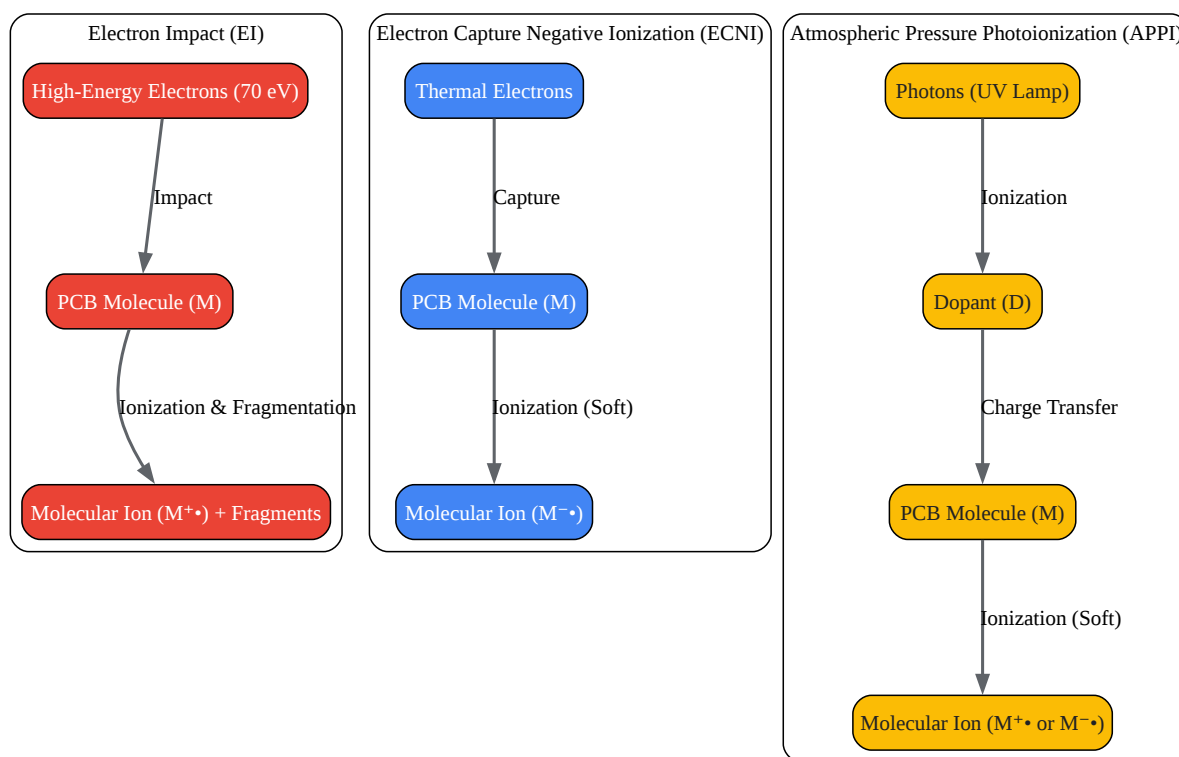 Electron Impact (EI)
High-Energy Electrons (70 eV)
Impact
PCB Molecule (M)
Ionization & Fragmentation
Molecular Ion (M⁺•) + Fragments
Electron Capture Negative Ionization (ECNI)
Thermal Electrons
Capture
PCB Molecule (M)
Ionization (Soft)
Molecular Ion (M⁻•)
Atmospheric Pressure Photoionization (APPI)
Photons (UV Lamp)
Ionization
Dopant (D)
Charge Transfer
PCB Molecule (M)
Ionization (Soft)
Molecular Ion (M⁺• or M⁻•)